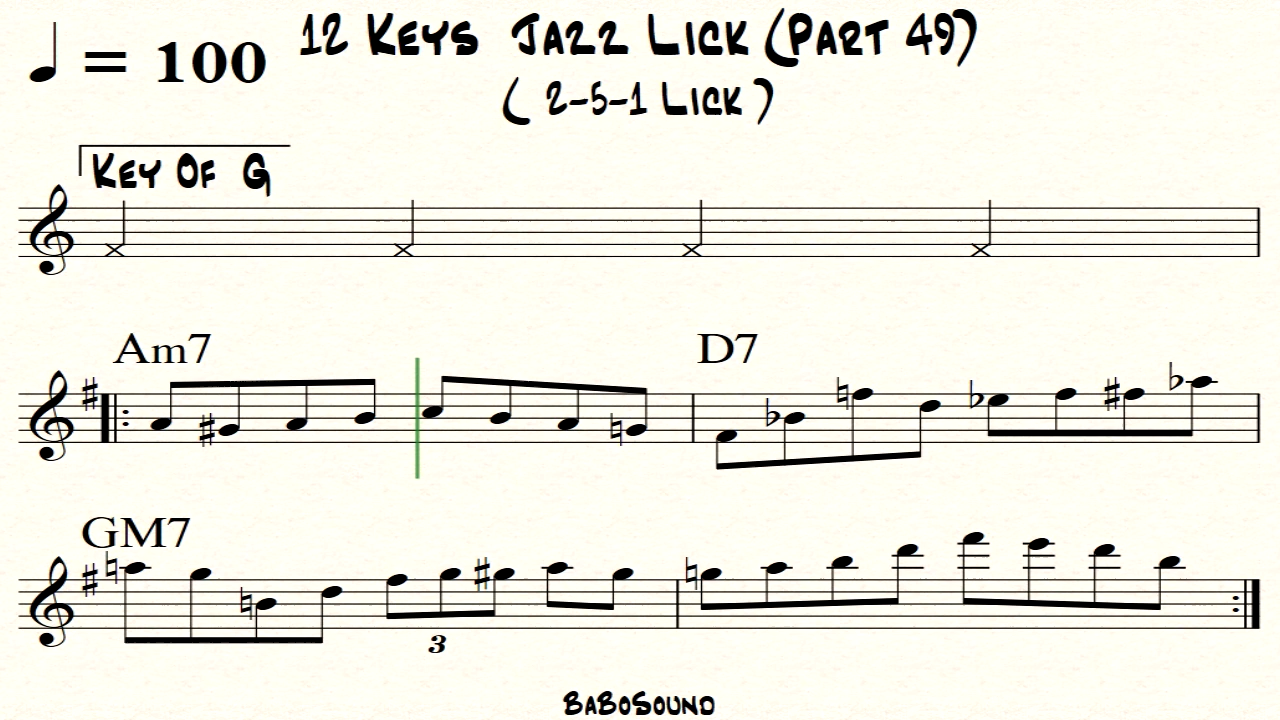 ♩ = 100
12 Keys Jazz Lick (Part 49)
( 2-5-1 Lick )
Key Of G
Am7 D7
GM7
3
BaBoSound